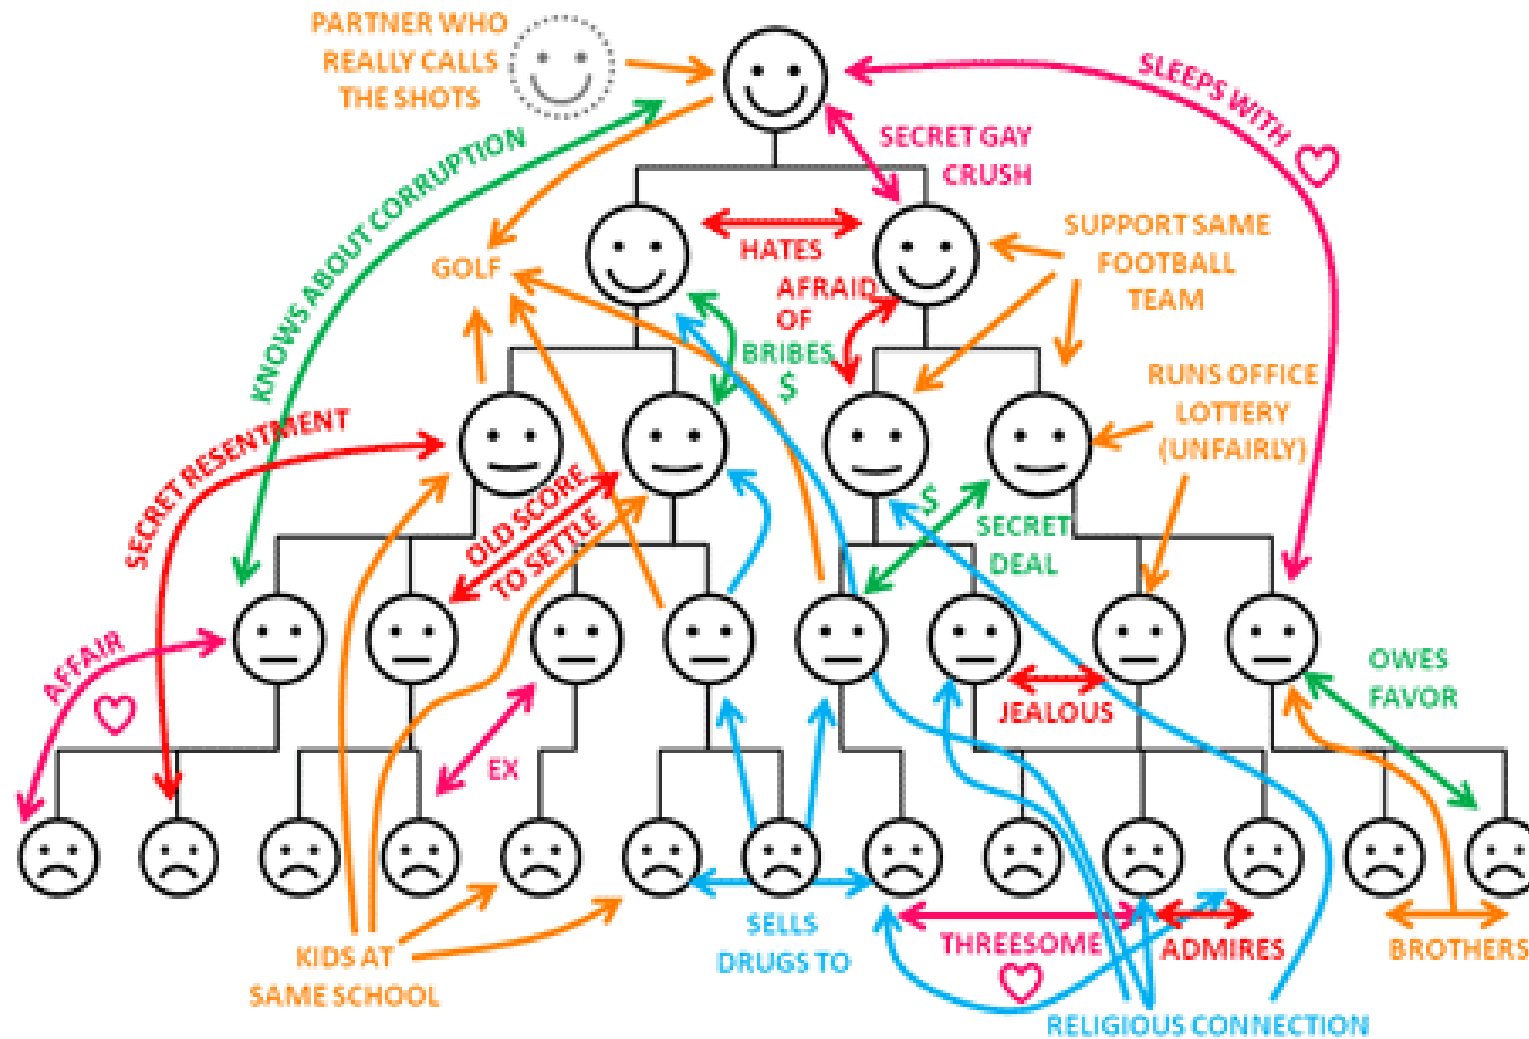 PARTNER WHO
REALLY CALLS
THE SHOTS
SLEEPS WITH
SECRET GAY
CRUSH
KNOWS ABOUT CORRUPTION
HATES
GOLF
SUPPORT SAME
FOOTBALL
TEAM
AFRAID
OF
BRIBES
$
RUNS OFFICE
LOTTERY
(UNFAIRLY)
SECRET RESENTMENT
OLD SCORE
TO SETTLE
$
SECRET
DEAL
AFFAIR
OWES
FAVOR
JEALOUS
EX
SELLS
DRUGS TO
THREESOME
ADMIRES
BROTHERS
KIDS AT
SAME SCHOOL
RELIGIOUS CONNECTION